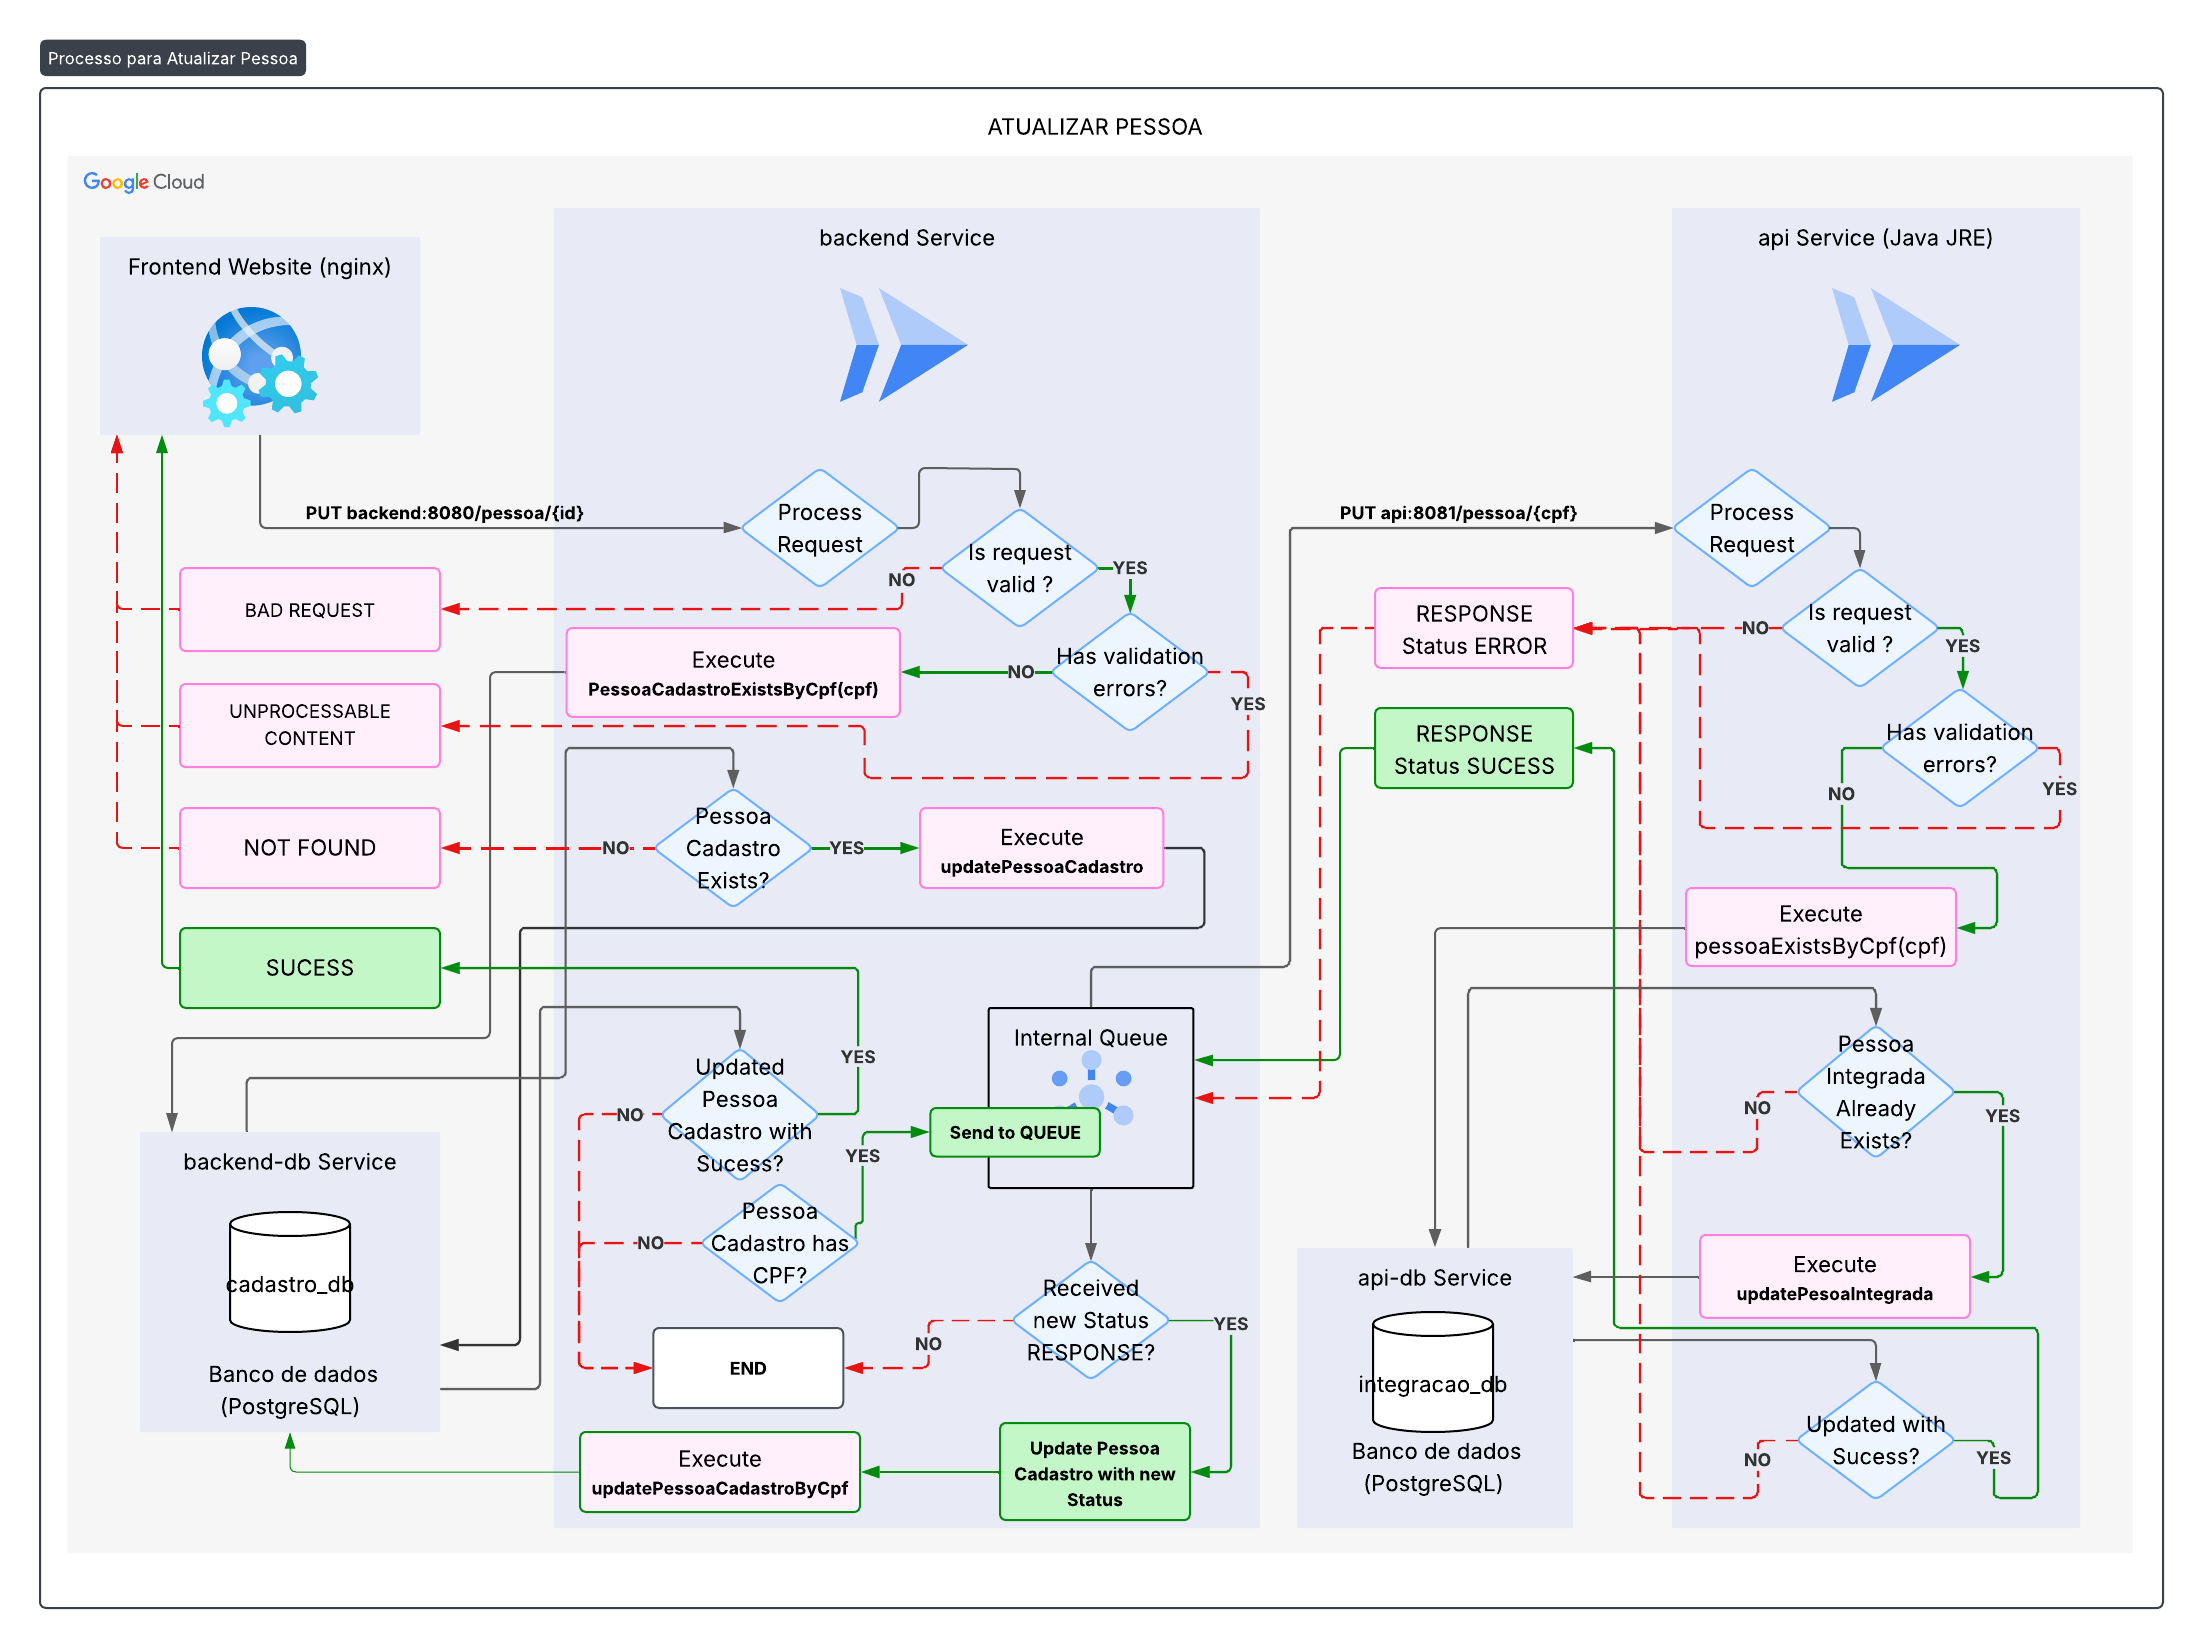 Processo para Atualizar Pessoa
ATUALIZAR PESSOA
Google Cloud
Frontend Website (nginx)
backend Service
api Service (Java JRE)
PUT backend:8080/pessoa/{id}
Process
Request
Is request
valid ?
NO
YES
Has validation
errors?
NO
YES
BAD REQUEST
Execute
PessoaCadastroExistsByCpf(cpf)
UNPROCESSABLE
CONTENT
Pessoa
Cadastro
Exists?
NO
YES
NOT FOUND
Execute
updatePessoaCadastro
SUCESS
Updated
Pessoa
Cadastro with
Sucess?
NO
YES
Pessoa
Cadastro has
CPF?
NO
YES
Internal Queue
Send to QUEUE
Received
new Status
RESPONSE?
NO
YES
END
Update Pessoa
Cadastro with new
Status
Execute
updatePessoaCadastroByCpf
backend-db Service
cadastro_db
Banco de dados
(PostgreSQL)
PUT api:8081/pessoa/{cpf}
Process
Request
Is request
valid ?
NO
YES
RESPONSE
Status ERROR
RESPONSE
Status SUCESS
Has validation
errors?
NO
YES
Execute
pessoaExistsByCpf(cpf)
Pessoa
Integrada
Already
Exists?
NO
YES
Execute
updatePesoaIntegrada
api-db Service
integracao_db
Banco de dados
(PostgreSQL)
Updated with
Sucess?
NO
YES